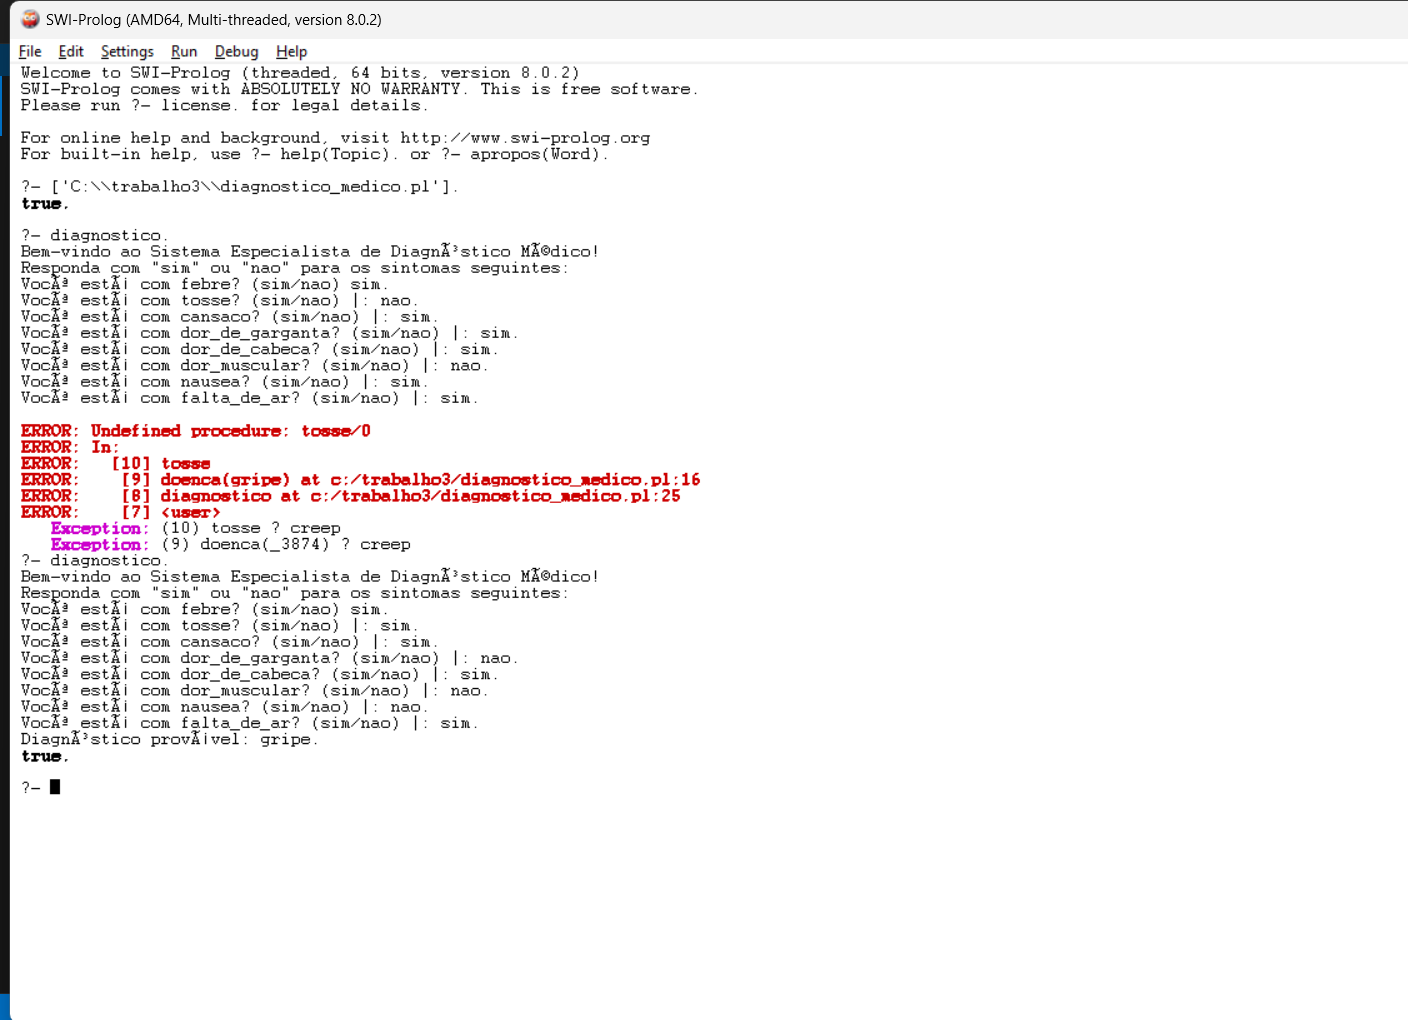 SWI-Prolog (AMD64, Multi-threaded, version 8.0.2)
File Edit Settings Run Debug Help
Welcome to SWI-Prolog (threaded, 64 bits, version 8.0.2)
SWI-Prolog comes with ABSOLUTELY NO WARRANTY. This is free software.
Please run ?- license. for legal details.
For online help and background, visit http://www.swi-prolog.org
For built-in help, use ?- help(Topic). or ?- apropos(Word).
?- ['C:\\trabalho3\\diagnostico_medico.pl'].
true.
?- diagnostico.
Bem-vindo ao Sistema Especialista de DiagnÃ³stico MÃ©dico!
Responda com "sim" ou "nao" para os sintomas seguintes:
VocÃª estÃ¡ com febre? (sim/nao) sim.
VocÃª estÃ¡ com tosse? (sim/nao) |: nao.
VocÃª estÃ¡ com cansaco? (sim/nao) |: sim.
VocÃª estÃ¡ com dor_de_garganta? (sim/nao) |: sim.
VocÃª estÃ¡ com dor_de_cabeca? (sim/nao) |: sim.
VocÃª estÃ¡ com dor_muscular? (sim/nao) |: nao.
VocÃª estÃ¡ com nausea? (sim/nao) |: sim.
VocÃª estÃ¡ com falta_de_ar? (sim/nao) |: sim.
ERROR: Undefined procedure: tosse/0
ERROR: In:
ERROR:   [10] tosse
ERROR:    [9] doenca(gripe) at c:/trabalho3/diagnostico_medico.pl:16
ERROR:    [8] diagnostico at c:/trabalho3/diagnostico_medico.pl:25
ERROR:    [7] <user>
   Exception: (10) tosse ? creep
   Exception: (9) doenca(_3874) ? creep
?- diagnostico.
Bem-vindo ao Sistema Especialista de DiagnÃ³stico MÃ©dico!
Responda com "sim" ou "nao" para os sintomas seguintes:
VocÃª estÃ¡ com febre? (sim/nao) sim.
VocÃª estÃ¡ com tosse? (sim/nao) |: sim.
VocÃª estÃ¡ com cansaco? (sim/nao) |: sim.
VocÃª estÃ¡ com dor_de_garganta? (sim/nao) |: nao.
VocÃª estÃ¡ com dor_de_cabeca? (sim/nao) |: sim.
VocÃª estÃ¡ com dor_muscular? (sim/nao) |: nao.
VocÃª estÃ¡ com nausea? (sim/nao) |: nao.
VocÃª estÃ¡ com falta_de_ar? (sim/nao) |: sim.
DiagnÃ³stico provÃ¡vel: gripe.
true.
?-